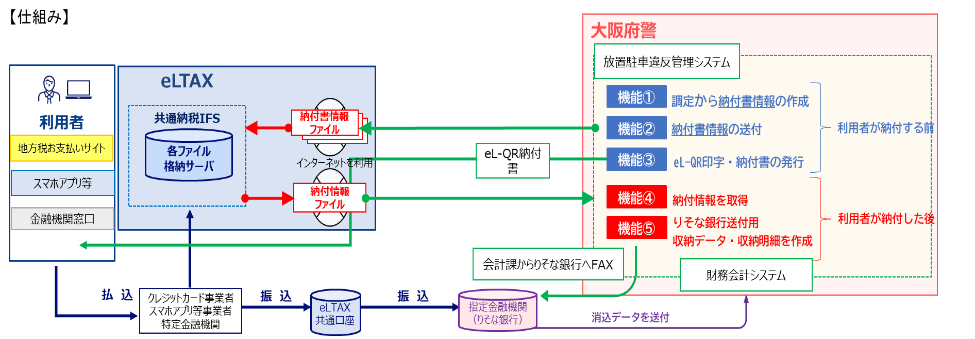 【仕組み】
大阪府警
放置駐車違反管理システム
eLTAX
利用者
地方税お支払いサイト
スマホアプリ等
金融機関窓口
共通納税IFS
各ファイル
格納サーバ
納付書情報
ファイル
インターネットを利用
納付情報
ファイル
eL-QR納付
書
機能①
調定から納付書情報の作成
機能②
納付書情報の送付
機能③
eL-QR印字・納付書の発行
利用者が納付する前
機能④
納付情報を取得
機能⑤
りそな銀行送付用
収納データ・収納明細を作成
利用者が納付した後
会計課からりそな銀行へFAX
財務会計システム
払込
クレジットカード事業者
スマホアプリ等事業者
特定金融機関
振込
eLTAX
共通口座
振込
指定金融機関
(りそな銀行)
消込データを送付